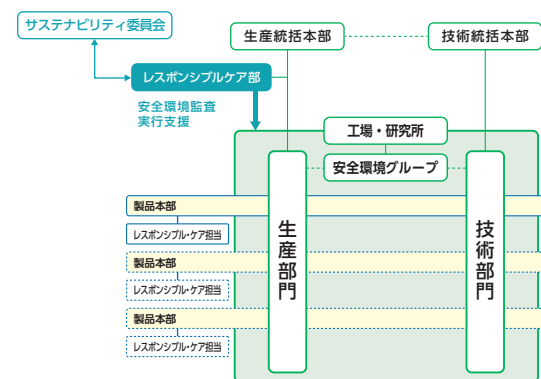 サステナビリティ委員会
生産統括本部
技術統括本部
レスポンシブルケア部
安全環境監査
実行支援
工場・研究所
安全環境グループ
製品本部
レスポンシブル・ケア担当
製品本部
レスポンシブル・ケア担当
製品本部
レスポンシブル・ケア担当
生産部門
技術部門